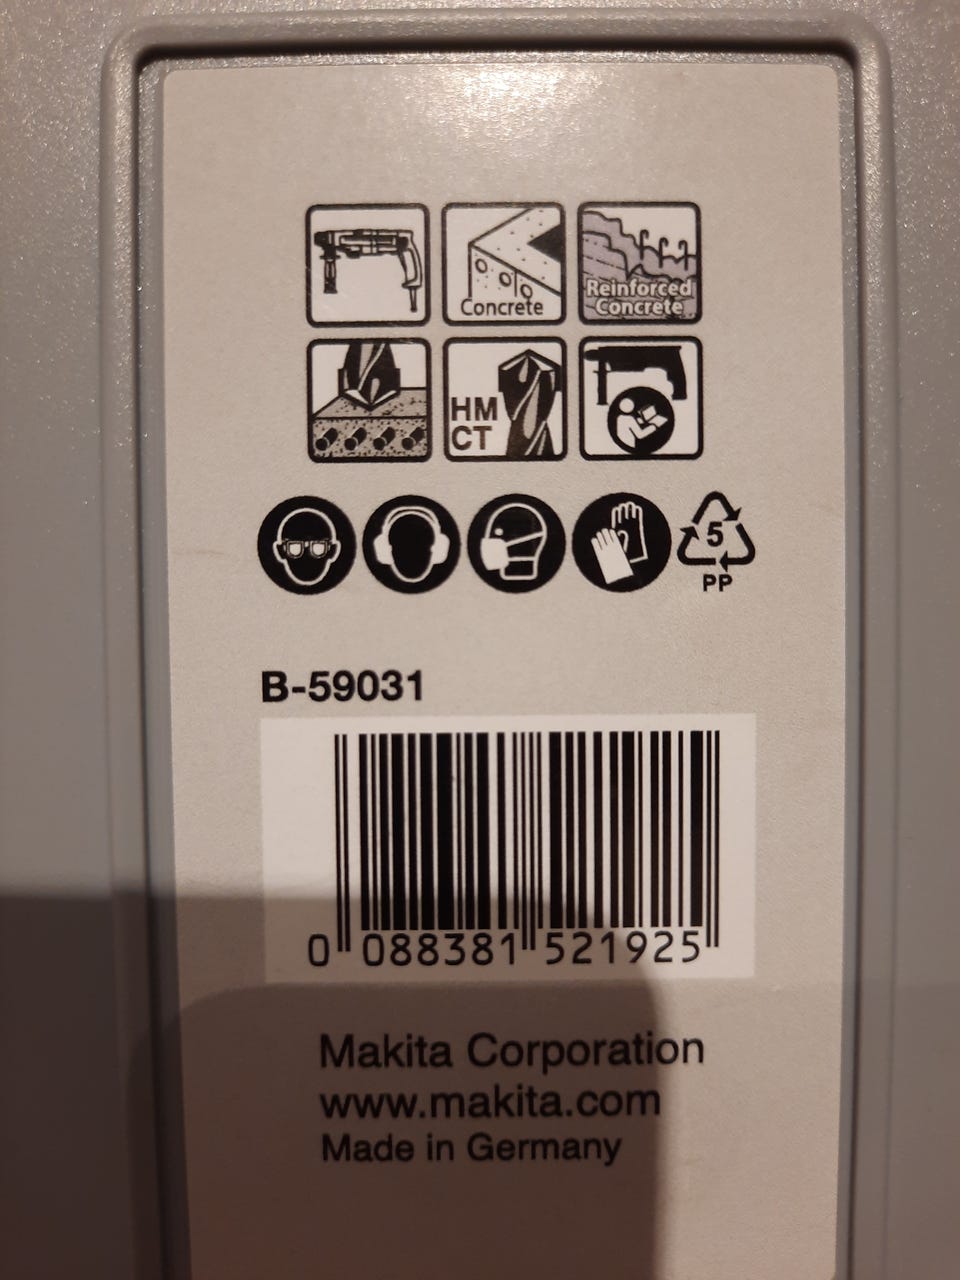 Concrete
Reinforced
Concrete
HM
CT
5
PP
B-59031
0 088381 521925
Makita Corporation
www.makita.com
Made in Germany